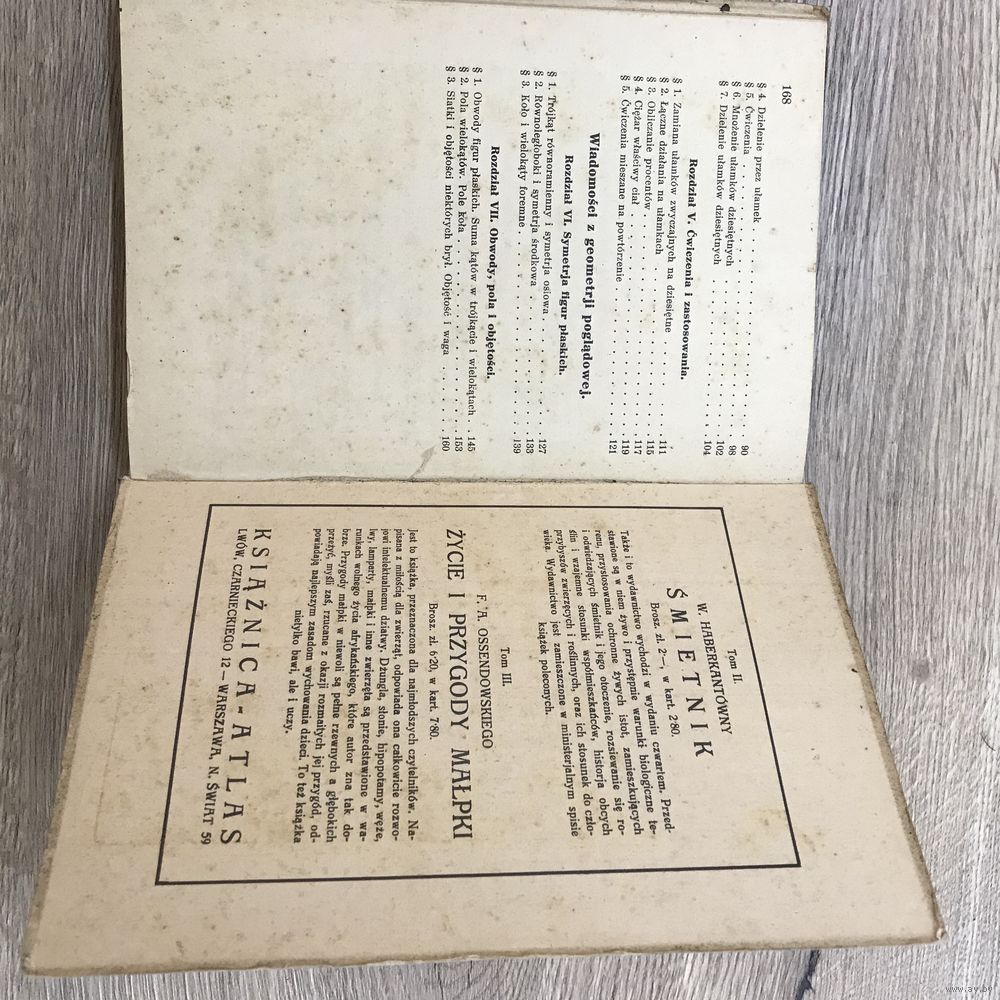 168
§ 4. Dzielenie przez ułamek . . . . . . . . . . 90
§ 5. Ćwiczenia . . . . . . . . . . 98
§ 6. Mnożenie ułamków dziesiętnych . . . . . . . . . . 102
§ 7. Dzielenie ułamków dziesiętnych . . . . . . . . . . 104
Rozdział V. Ćwiczenia i zastosowania.
§ 1. Zamiana ułamków zwyczajnych na dziesiętne
§ 2. Łączne działania na ułamkach . . . . . . . . . . 111
§ 3. Obliczanie procentów . . . . . . . . . . 115
§ 4. Ciężar właściwy ciał . . . . . . . . . . 117
§ 5. Ćwiczenia mieszane na powtórzenie . . . . . . . . . . 119
121
Wiadomości z geometrji poglądowej.
Rozdział VI. Symetrja figur płaskich.
§ 1. Trójkąt równoramienny i symetrja osiowa . . . . . . . . . . 127
§ 2. Równoległoboki i symetrja środkowa . . . . . . . . . . 133
§ 3. Koło i wielokąty foremne . . . . . . . . . . 139
Rozdział VII. Obwody, pola i objętości.
§ 1. Obwody figur płaskich. Suma kątów w trójkącie i wielokątach . 145
§ 2. Pola wielokątów. Pole koła . . . . . . . . . . 153
§ 3. Siatki i objętości niektórych brył. Objętość i waga . . . . . 160
Tom II.
W. HABERKANTÓWNY
ŚMIETNIK
Brosz. zł. 2·—, w kart. 2·80.
Także i to wydawnictwo wychodzi w wydaniu czwartem. Przed-
stawione są w niem żywo i przystępnie warunki biologiczne te-
renu, przystosowania ochronne żywych istot, zamieszkujących
i odwiedzających śmietnik i jego otoczenie, rozsiewanie się ro-
ślin i wzajemne stosunki współmieszkańców, historja obcych
przybyszów zwierzęcych i roślinnych, oraz ich stosunek do czło-
wieka. Wydawnictwo jest zamieszczone w ministerjalnym spisie
książek poleconych.
Tom III.
F. A. OSSENDOWSKIEGO
ŻYCIE I PRZYGODY MAŁPKI
Brosz. zł. 6·20, w kart. 7·80.
Jest to książka, przeznaczona dla najmłodszych czytelników. Na-
pisana z miłością dla zwierząt, odpowiada ona całkowicie rozwo-
jowi intelektualnemu dziatwy. Dżungla, słonie, hipopotamy, węże,
lwy, lamparty, małpki i inne zwierzęta są przedstawione w wa-
runkach wolnego życia afrykańskiego, które autor zna tak do-
brze. Przygody małpki w niewoli są pełne rzewnych a głębokich
przeżyć, myśli zaś, rzucane z okazji rozmaitych jej przygód, od-
powiadają najlepszym zasadom wychowania dzieci. To też książka
nietylko bawi, ale i uczy.
KSIĄŻNICA-ATLAS
LWÓW, CZARNIECKIEGO 12 — WARSZAWA, N. ŚWIAT 59
www.ay.by